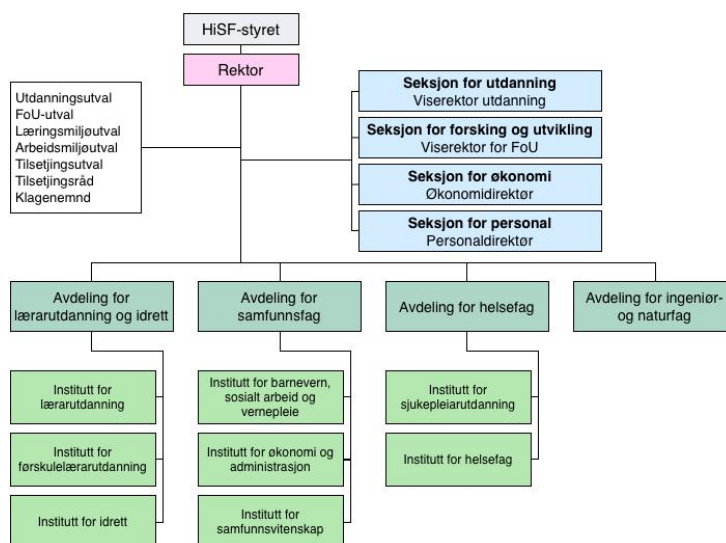 HiSF-styret
Rektor
Utdanningsutval
FoU-utval
Læringsmiljøutval
Arbeidsmiljøutval
Tilsetjingsutval
Tilsetjingsråd
Klagenemnd
Seksjon for utdanning
Viserektor utdanning
Seksjon for forsking og utvikling
Viserektor for FoU
Seksjon for økonomi
Økonomidirektør
Seksjon for personal
Personaldirektør
Avdeling for
lærarutdanning og idrett
Avdeling for
samfunnsfag
Avdeling for helsefag
Avdeling for ingeniør-
og naturfag
Institutt for
lærarutdanning
Institutt for
førskulelærarutdanning
Institutt for idrett
Institutt for barnevern,
sosialt arbeid og
vernepleie
Institutt for økonomi og
administrasjon
Institutt for
samfunnsvitenskap
Institutt for
sjukepleiarutdanning
Institutt for helsefag